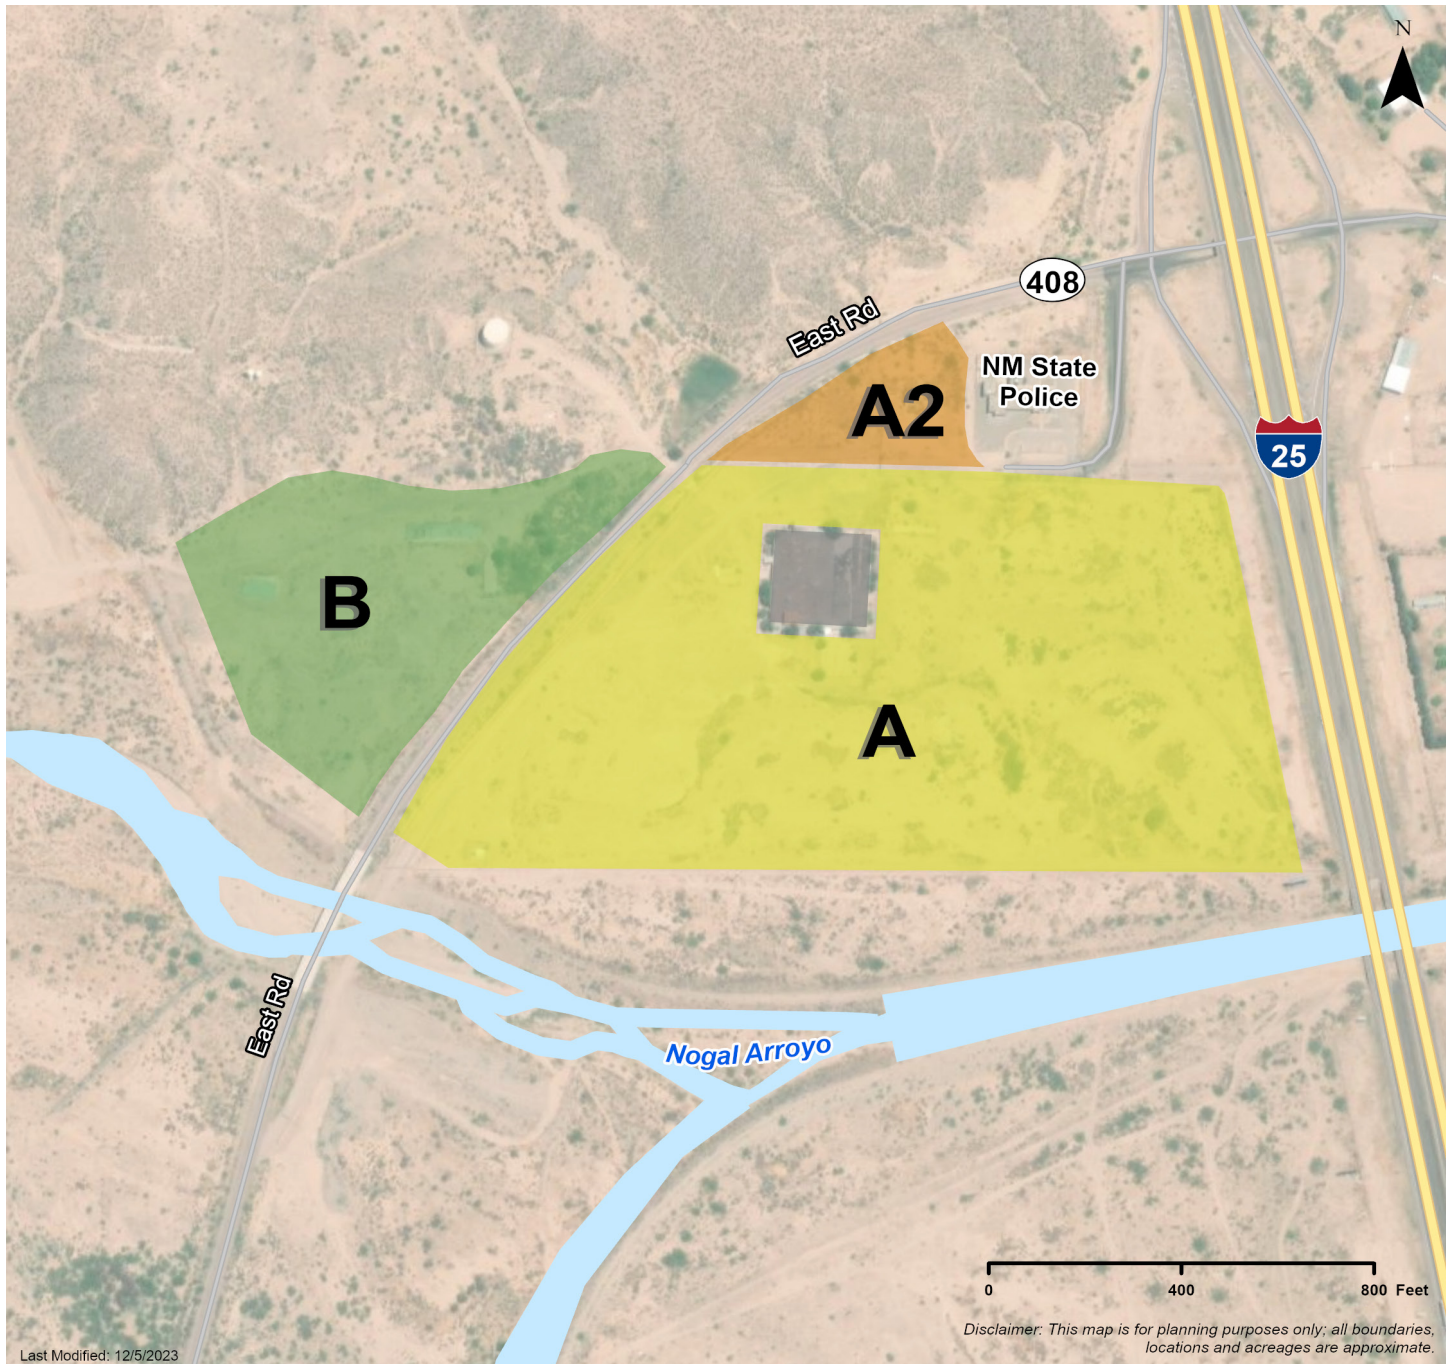 N
408
East Rd
NM State
Police
A2
25
B
A
East Rd
Nogal Arroyo
0 400 800 Feet
Disclaimer: This map is for planning purposes only; all boundaries,
locations and acreages are approximate.
Last Modified: 12/5/2023